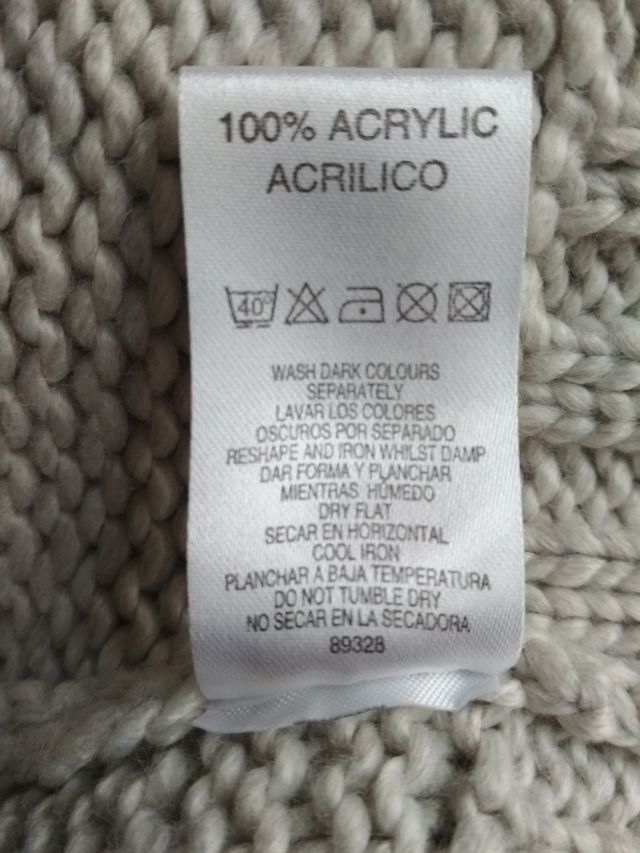 100% ACRYLIC
ACRILICO
40°
WASH DARK COLOURS
SEPARATELY
LAVAR LOS COLORES
OSCUROS POR SEPARADO
RESHAPE AND IRON WHILST DAMP
DAR FORMA Y PLANCHAR
MIENTRAS HÚMEDO
DRY FLAT
SECAR EN HORIZONTAL
COOL IRON
PLANCHAR A BAJA TEMPERATURA
DO NOT TUMBLE DRY
NO SECAR EN LA SECADORA
89328